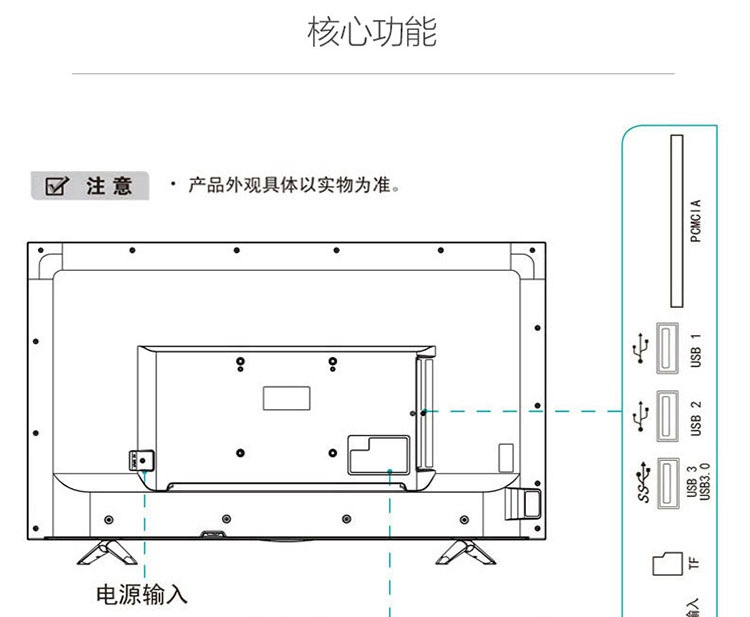 核心功能
注意
· 产品外观具体以实物为准。
PCMCIA
USB 1
USB 2
USB 3
USB3.0
TF
输入
电源输入